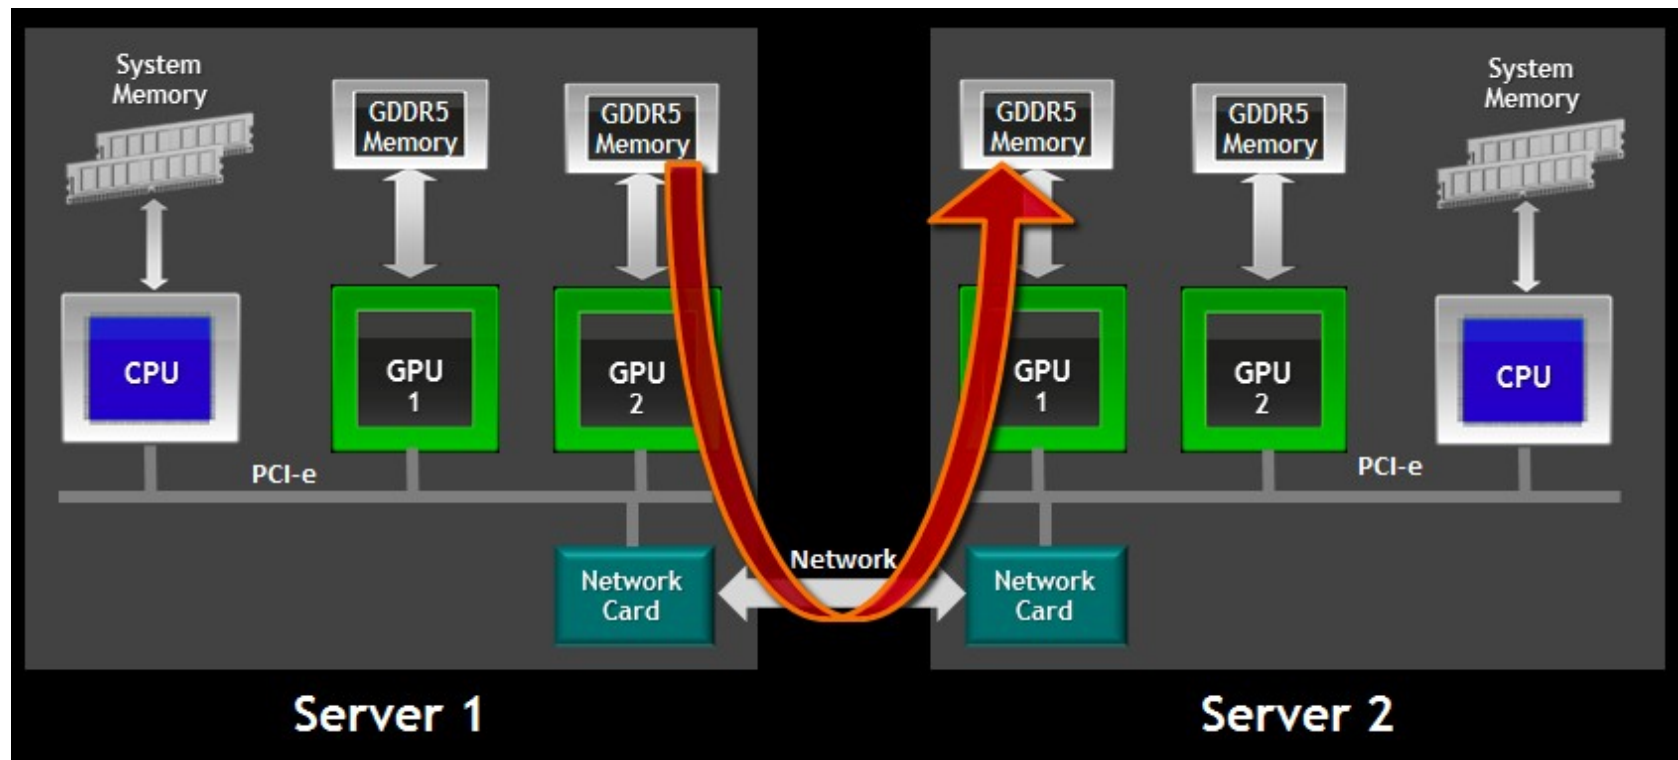 System
Memory
GDDR5
Memory
GDDR5
Memory
CPU
GPU
1
GPU
2
PCI-e
Network
Card
Server 1
Network
GDDR5
Memory
GDDR5
Memory
System
Memory
GPU
1
GPU
2
CPU
PCI-e
Network
Card
Server 2